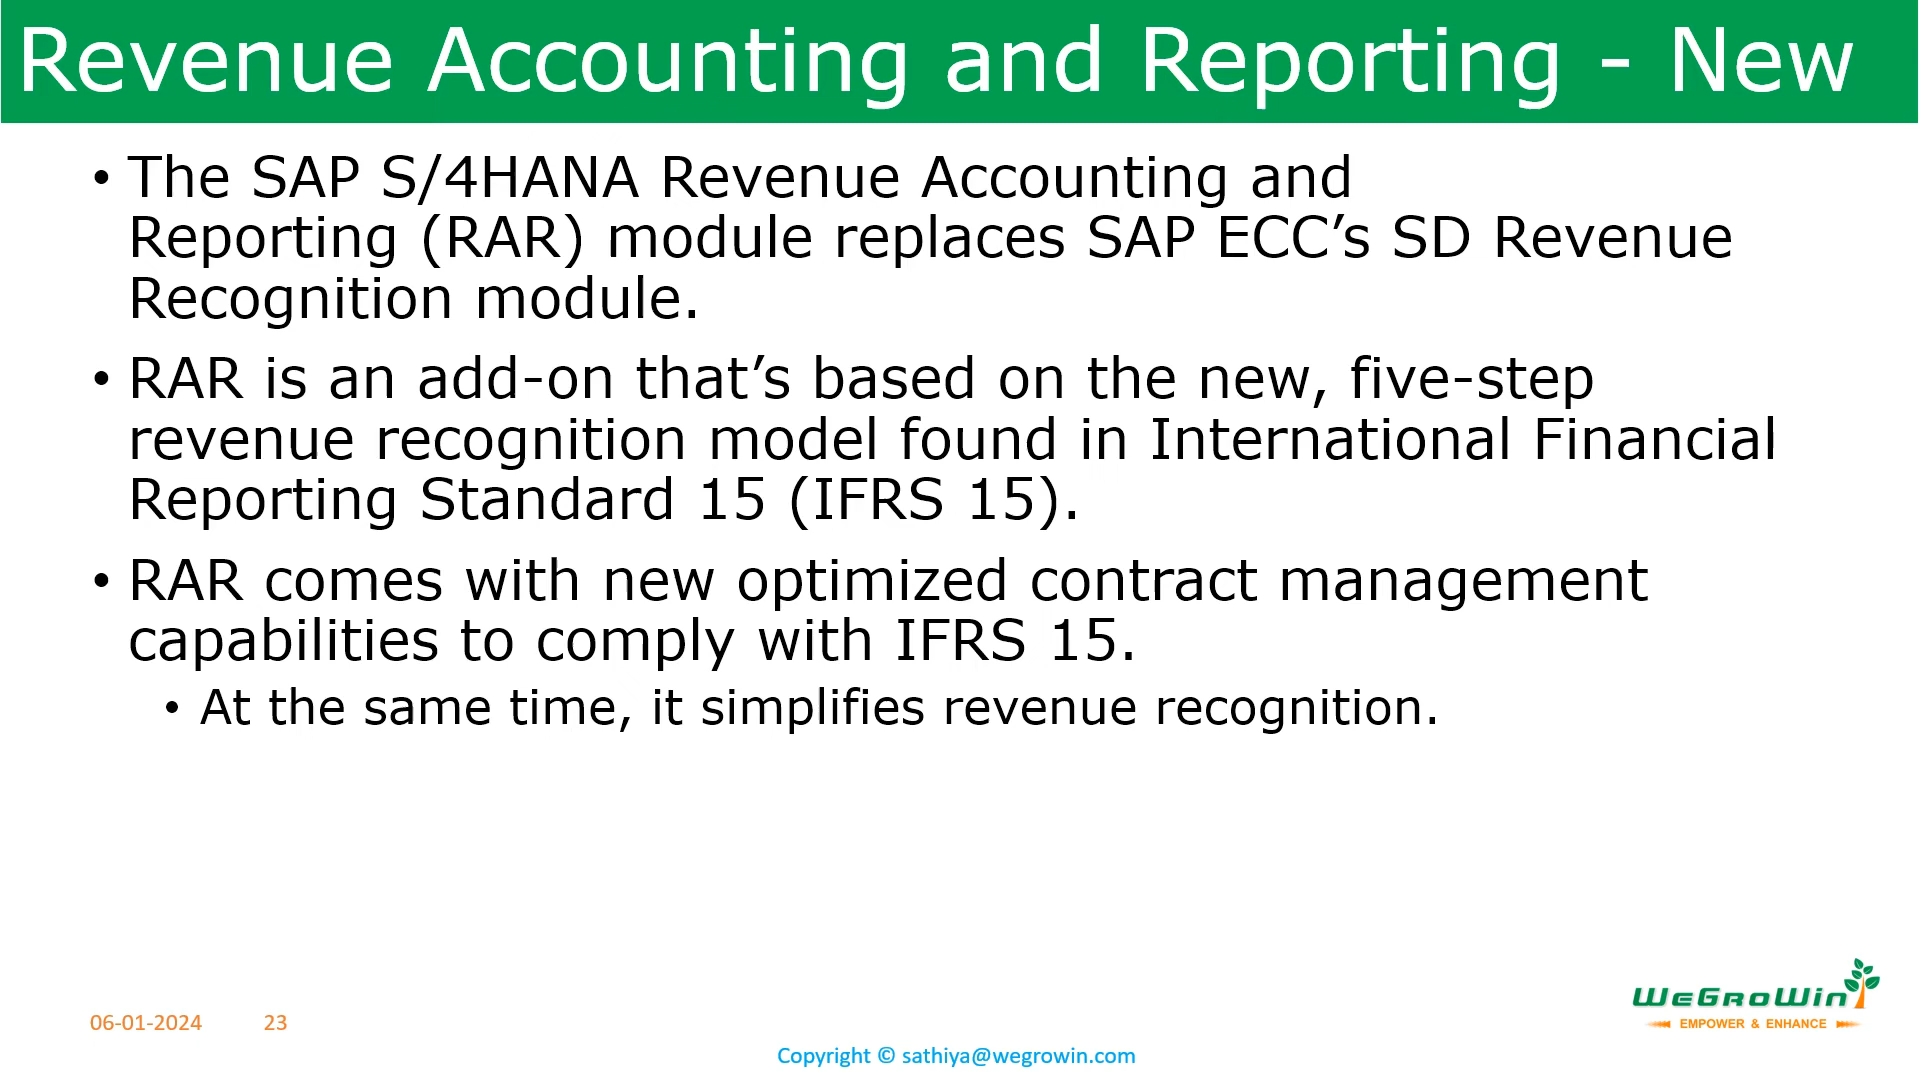 Revenue Accounting and Reporting - New
• The SAP S/4HANA Revenue Accounting and
Reporting (RAR) module replaces SAP ECC’s SD Revenue
Recognition module.
• RAR is an add-on that’s based on the new, five-step
revenue recognition model found in International Financial
Reporting Standard 15 (IFRS 15).
• RAR comes with new optimized contract management
capabilities to comply with IFRS 15.
• At the same time, it simplifies revenue recognition.
WeGroWin
EMPOWER & ENHANCE
06-01-2024 23
Copyright © sathiya@wegrowin.com